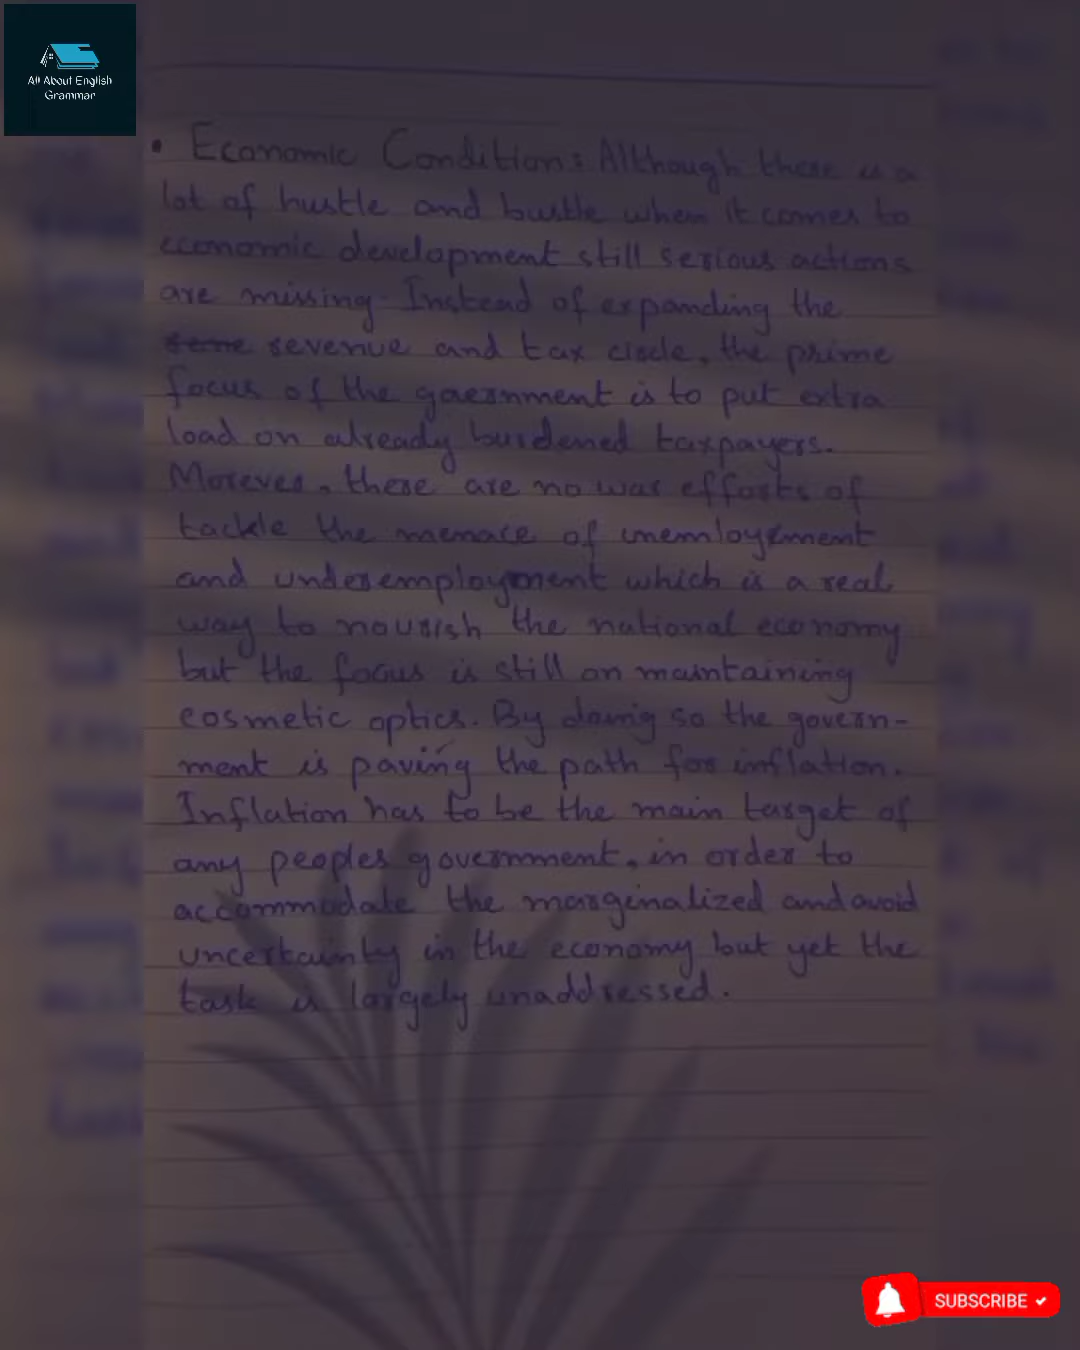 All About English
Grammar
• Economic Conditions: Although there is a
lot of hustle and bustle when it comes to
economic development still serious actions
are missing. Instead of expanding the
revenue and tax circle, the prime
focus of the goernment is to put extra
load on already burdened taxpayers.
Morever, there are no war efforts of
tackle the menace of unemloyement
and underemployment which is a real
way to nourish the national economy
but the focus is still on maintaining
cosmetic optics. By doing so the govern-
ment is paving the path for inflation.
Inflation has to be the main target of
any peoples government, in order to
accommodate the marginalized and avoid
uncertainty in the economy but yet the
task is largely unaddressed.
SUBSCRIBE